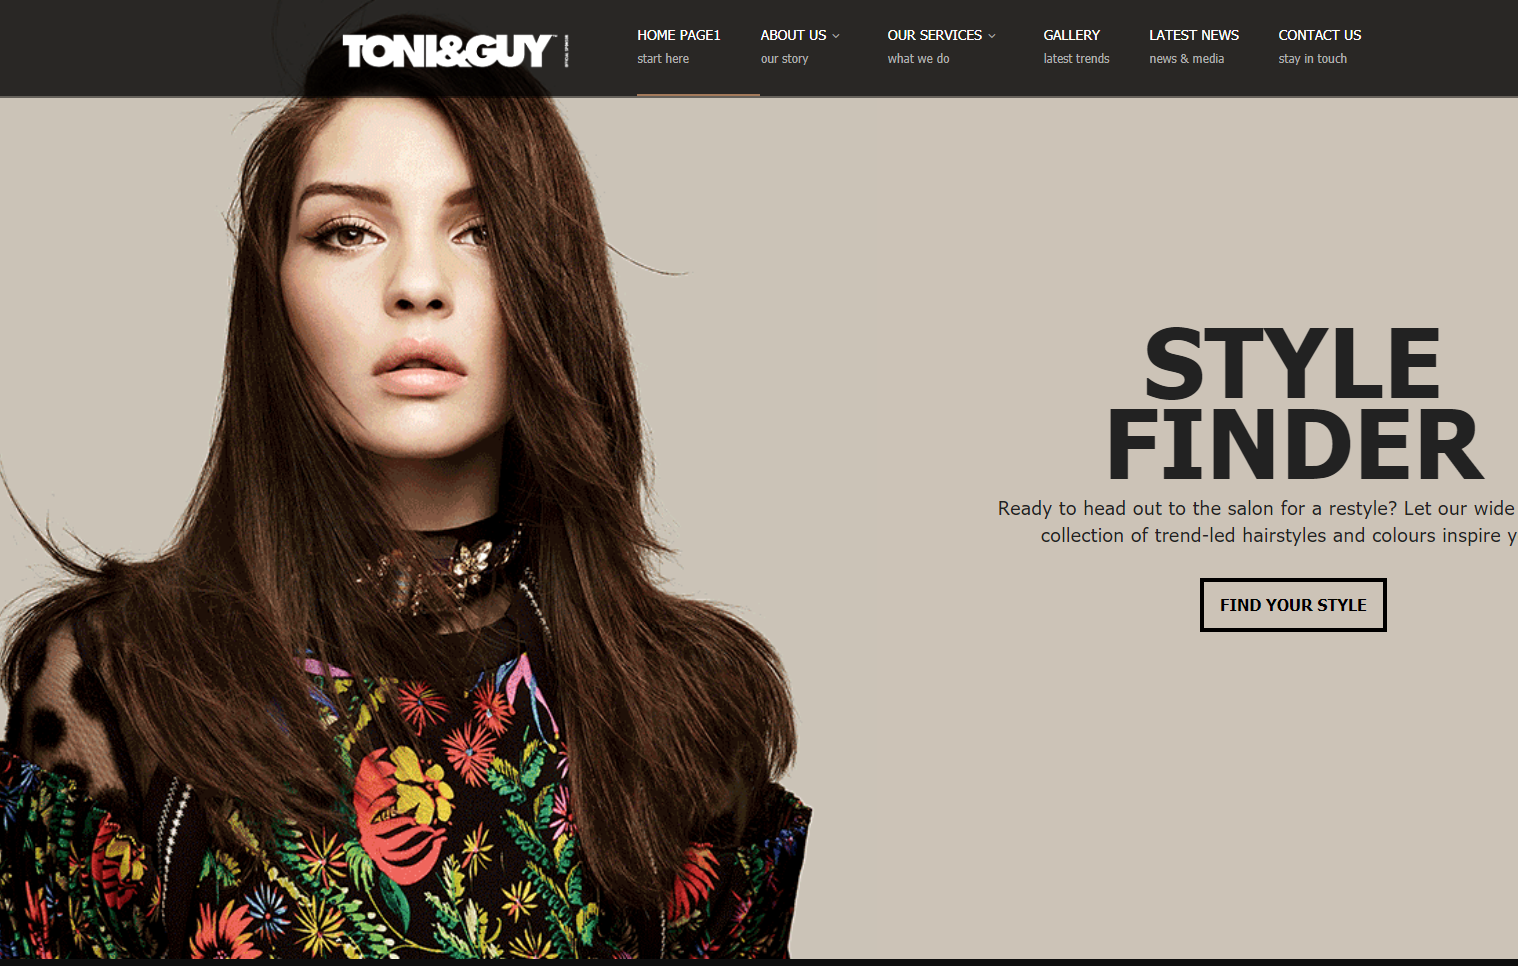 TONI&GUY
HOME PAGE1
start here
ABOUT US
our story
OUR SERVICES
what we do
GALLERY
latest trends
LATEST NEWS
news & media
CONTACT US
stay in touch
STYLE
FINDER
Ready to head out to the salon for a restyle? Let our wide
collection of trend-led hairstyles and colours inspire y
FIND YOUR STYLE